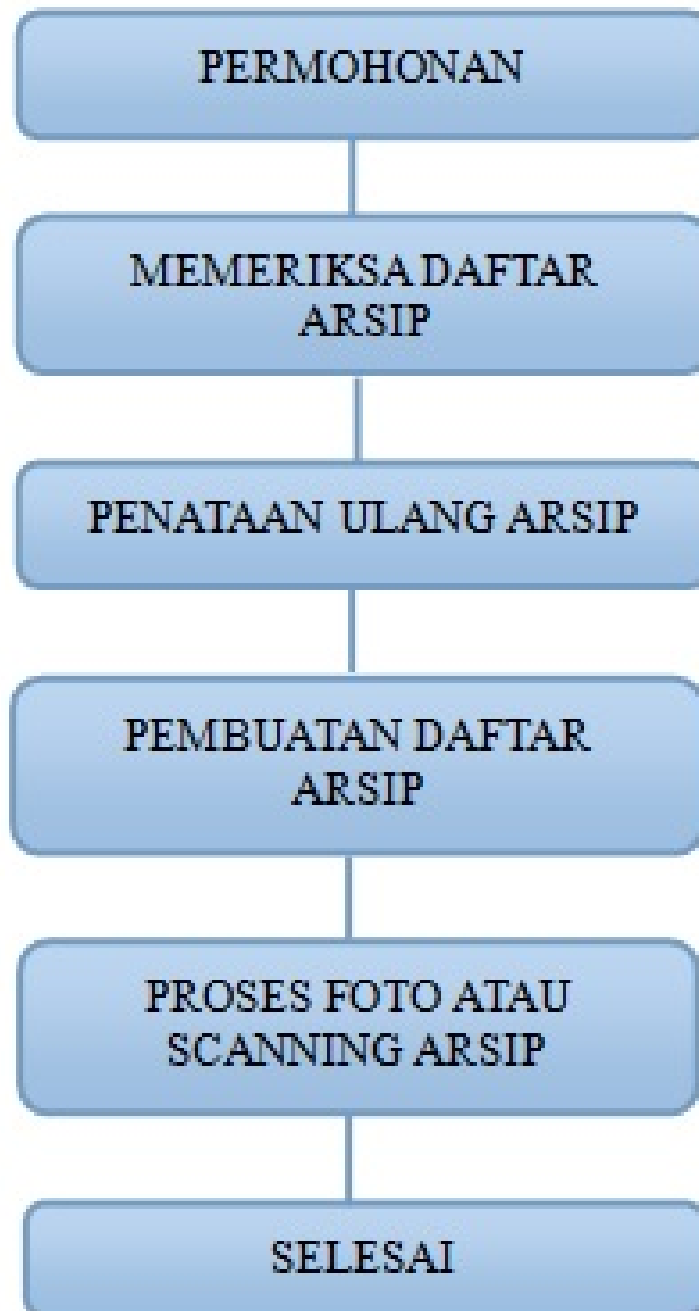 PERMOHONAN
MEMERIKSA DAFTAR
ARSIP
PENATAAN ULANG ARSIP
PEMBUATAN DAFTAR
ARSIP
PROSES FOTO ATAU
SCANNING ARSIP
SELESAI